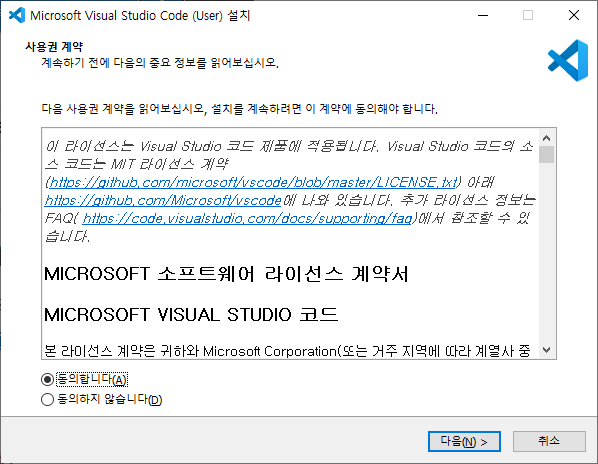 Microsoft Visual Studio Code (User) 설치
사용권 계약
계속하기 전에 다음의 중요 정보를 읽어보십시오.
다음 사용권 계약을 읽어보십시오, 설치를 계속하려면 이 계약에 동의해야 합니다.
이 라이선스는 Visual Studio 코드 제품에 적용됩니다. Visual Studio 코드의 소
스 코드는 MIT 라이선스 계약
(https://github.com/microsoft/vscode/blob/master/LICENSE.txt) 아래
https://github.com/Microsoft/vscode에 나와 있습니다. 추가 라이선스 정보는
FAQ( https://code.visualstudio.com/docs/supporting/faq)에서 참조할 수 있
습니다.
MICROSOFT 소프트웨어 라이선스 계약서
MICROSOFT VISUAL STUDIO 코드
본 라이선스 계약은 귀하와 Microsoft Corporation(또는 거주 지역에 따라 계열사 중
동의합니다(A)
동의하지 않습니다(D)
다음(N) >
취소